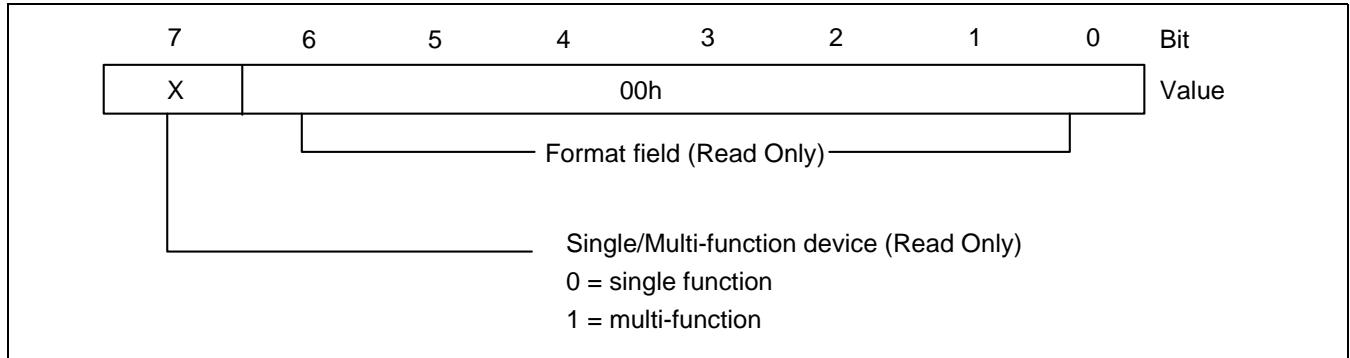 7 6 5 4 3 2 1 0 Bit
X 00h Value
Format field (Read Only)
Single/Multi-function device (Read Only)
0 = single function
1 = multi-function